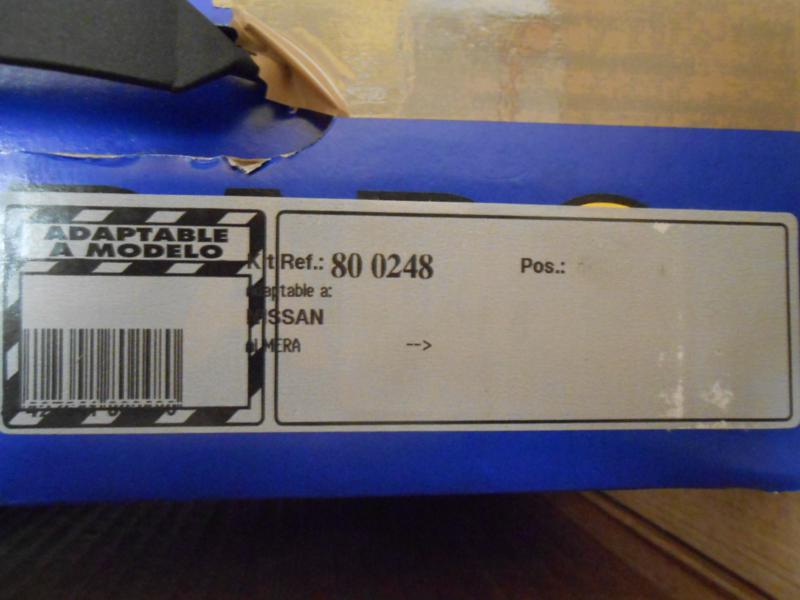 ADAPTABLE
A MODELO
Kit Ref.: 80 0248
Pos.:
adaptable a:
NISSAN
ALMERA -->